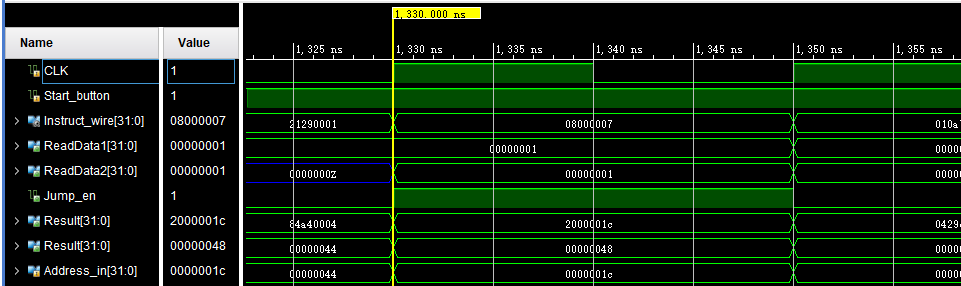 1,330.000 ns
Name Value
1,325 ns 1,330 ns 1,335 ns 1,340 ns 1,345 ns 1,350 ns 1,355 ns
CLK 1
Start_button 1
Instruct_wire[31:0] 08000007 21290001 08000007
ReadData1[31:0] 00000001 00000001
ReadData2[31:0] 00000001 0000000Z 00000001
Jump_en 1
Result[31:0] 2000001c 84a40004 2000001c
Result[31:0] 00000048 00000044 00000048
Address_in[31:0] 0000001c 00000044 0000001c